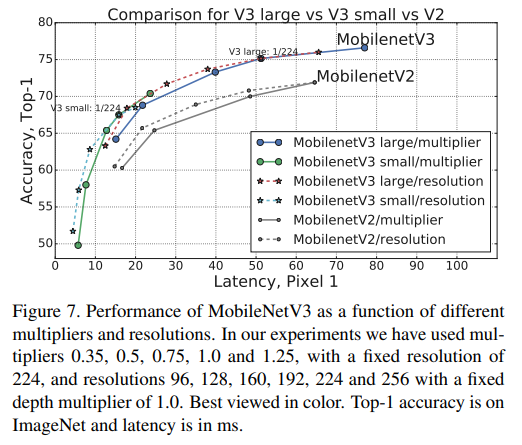 Comparison for V3 large vs V3 small vs V2
80
75
70
65
60
55
50
Accuracy, Top-1
MobilenetV3
V3 large: 1/224
MobilenetV2
V3 small: 1/224
MobilenetV3 large/multiplier
MobilenetV3 small/multiplier
MobilenetV3 large/resolution
MobilenetV3 small/resolution
MobilenetV2/multiplier
MobilenetV2/resolution
0 10 20 30 40 50 60 70 80 90 100
Latency, Pixel 1
Figure 7. Performance of MobileNetV3 as a function of different
multipliers and resolutions. In our experiments we have used mul-
tipliers 0.35, 0.5, 0.75, 1.0 and 1.25, with a fixed resolution of
224, and resolutions 96, 128, 160, 192, 224 and 256 with a fixed
depth multiplier of 1.0. Best viewed in color. Top-1 accuracy is on
ImageNet and latency is in ms.